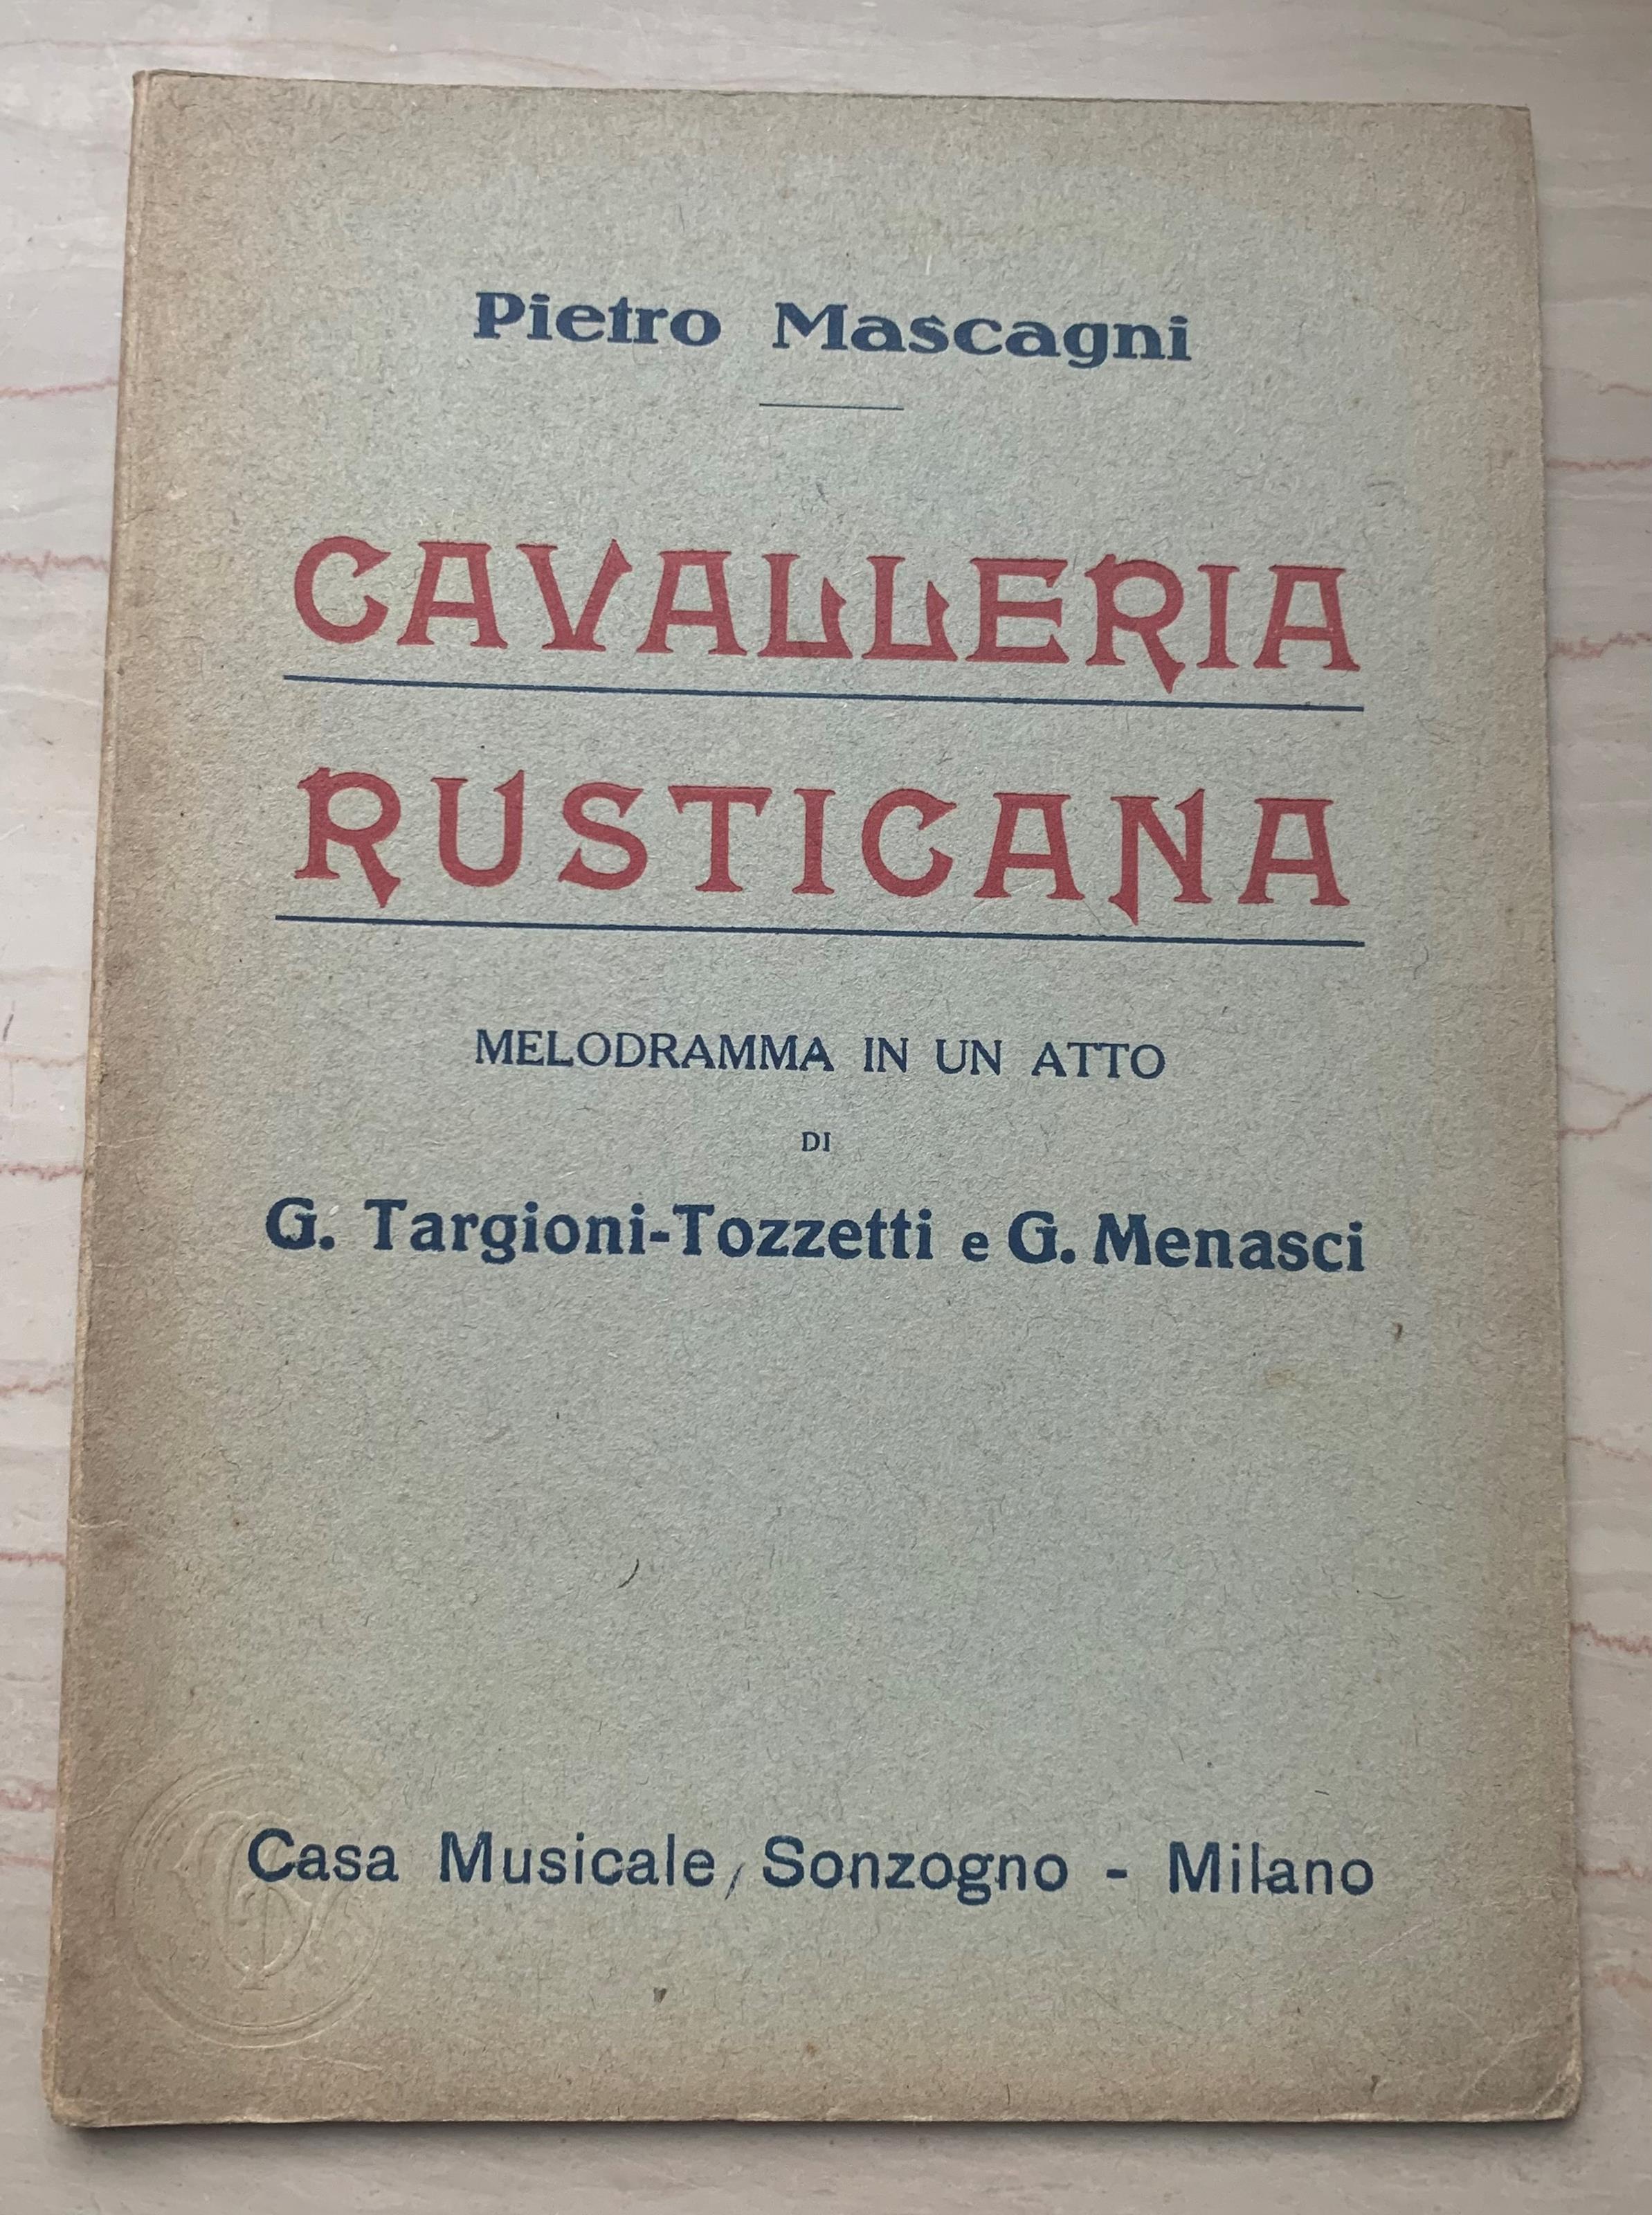 Pietro Mascagni
CAVALLERIA
RUSTICANA
MELODRAMMA IN UN ATTO
DI
G. Targioni-Tozzetti e G. Menasci
Casa Musicale Sonzogno - Milano